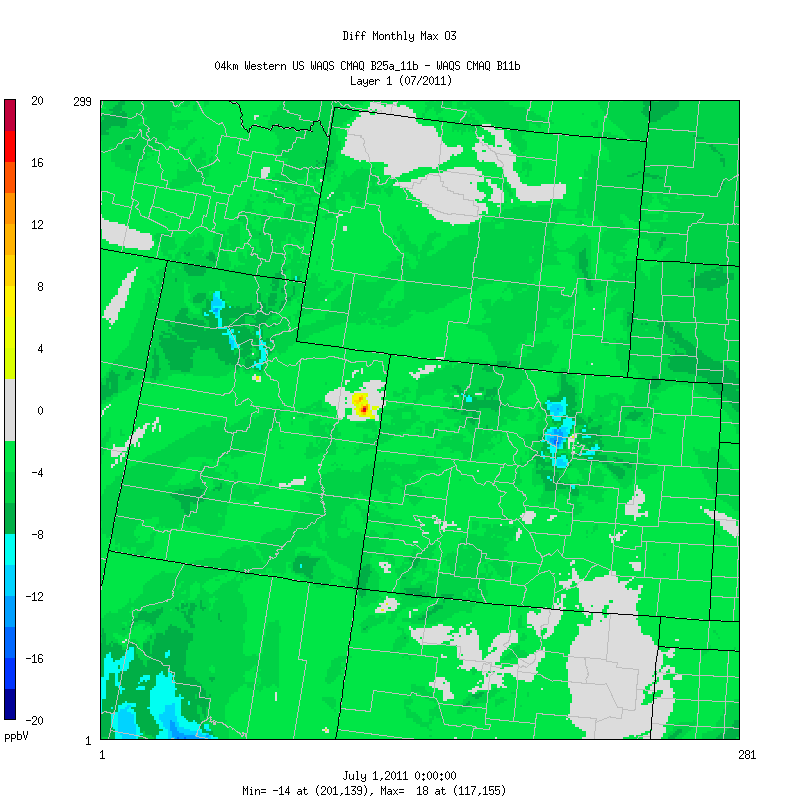 Diff Monthly Max O3
04km Western US WAQS CMAQ B25a_11b - WAQS CMAQ B11b
Layer 1 (07/2011)
299
20
16
12
8
4
0
-4
-8
-12
-16
-20
ppbV
1
1
281
July 1,2011 0:00:00
Min= -14 at (201,139), Max= 18 at (117,155)